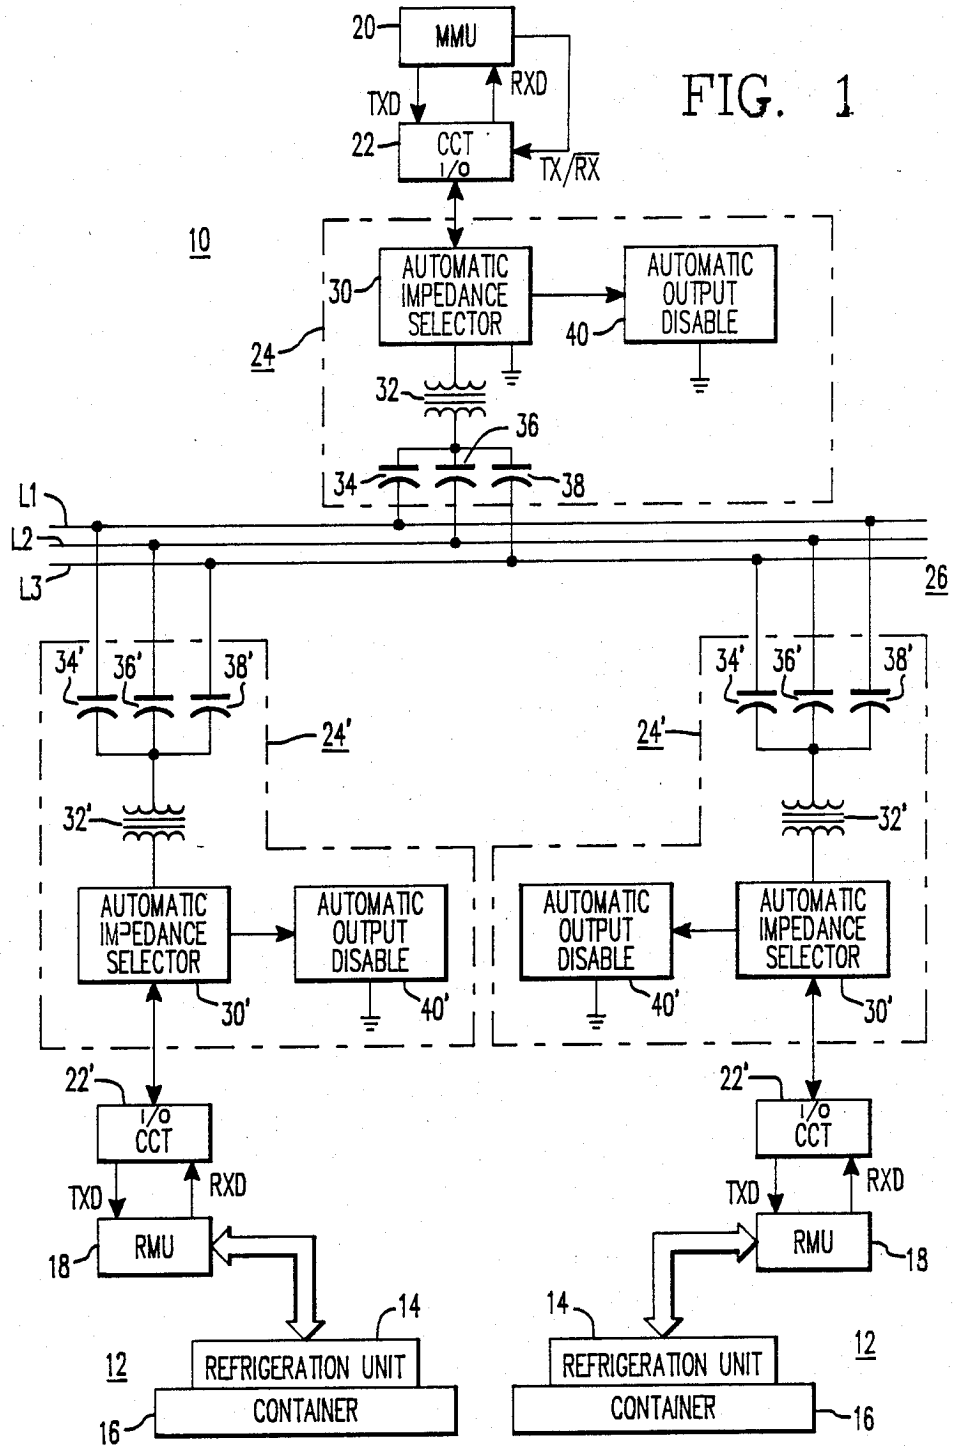 FIG. 1
20
MMU
TXD
RXD
22
CCT
I/O
TX/R̅X̅
10
30
AUTOMATIC
IMPEDANCE
SELECTOR
AUTOMATIC
OUTPUT
DISABLE
40
24
32
36
34
38
L1
L2
L3
26
34'
36'
38'
24'
24'
34'
36'
38'
32'
32'
AUTOMATIC
IMPEDANCE
SELECTOR
AUTOMATIC
OUTPUT
DISABLE
AUTOMATIC
OUTPUT
DISABLE
AUTOMATIC
IMPEDANCE
SELECTOR
30'
40'
40'
30'
22'
I/O
CCT
22'
I/O
CCT
TXD
RXD
TXD
RXD
18
RMU
RMU
18
14
14
12
REFRIGERATION UNIT
REFRIGERATION UNIT
12
16
CONTAINER
CONTAINER
16